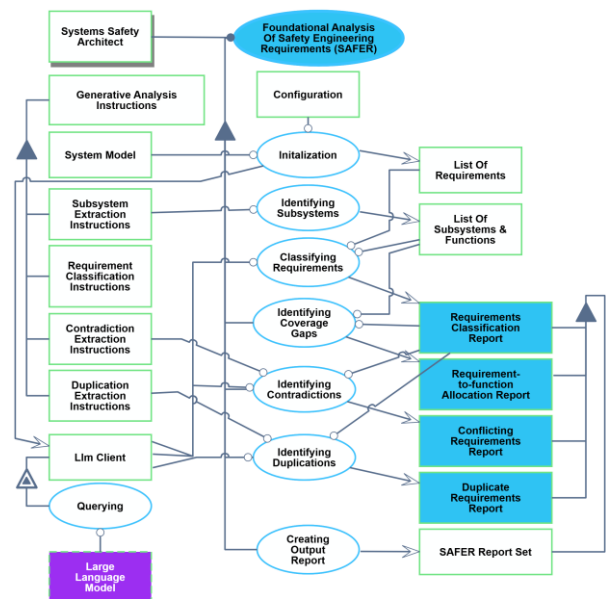 Systems Safety
Architect
Foundational Analysis
Of Safety Engineering
Requirements (SAFER)
Generative Analysis
Instructions
Configuration
System Model
Initalization
List Of
Requirements
Subsystem
Extraction
Instructions
Identifying
Subsystems
List Of
Subsystems &
Functions
Requirement
Classification
Instructions
Classifying
Requirements
Contradiction
Extraction
Instructions
Identifying
Coverage
Gaps
Requirements
Classification
Report
Requirement-
to-function
Allocation Report
Duplication
Extraction
Instructions
Identifying
Contradictions
Conflicting
Requirements
Report
Llm Client
Identifying
Duplications
Duplicate
Requirements
Report
Querying
Creating
Output
Report
SAFER Report Set
Large
Language
Model